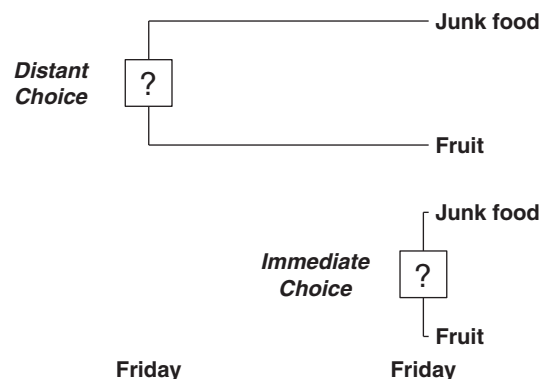 Junk food
Distant
Choice
?
Fruit
Junk food
Immediate
Choice
?
Fruit
Friday Friday